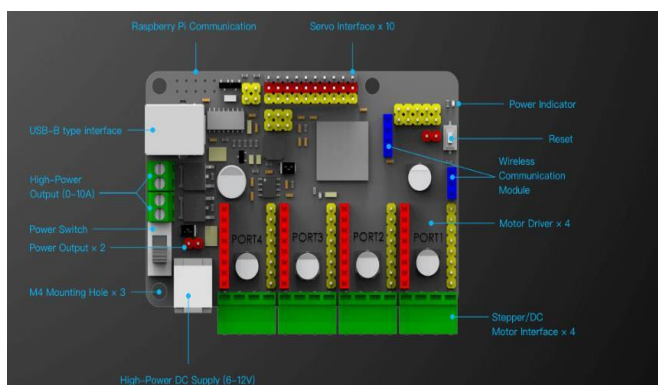 Raspberry Pi Communication
Servo Interface × 10
Power Indicator
USB-B type interface
Reset
High-Power
Output (0-10A)
Wireless
Communication
Module
Power Switch
Motor Driver × 4
PORT4
PORT3
PORT2
PORT1
Power Output × 2
M4 Mounting Hole × 3
Stepper/DC
Motor Interface × 4
High-Power DC Supply (6-12V)